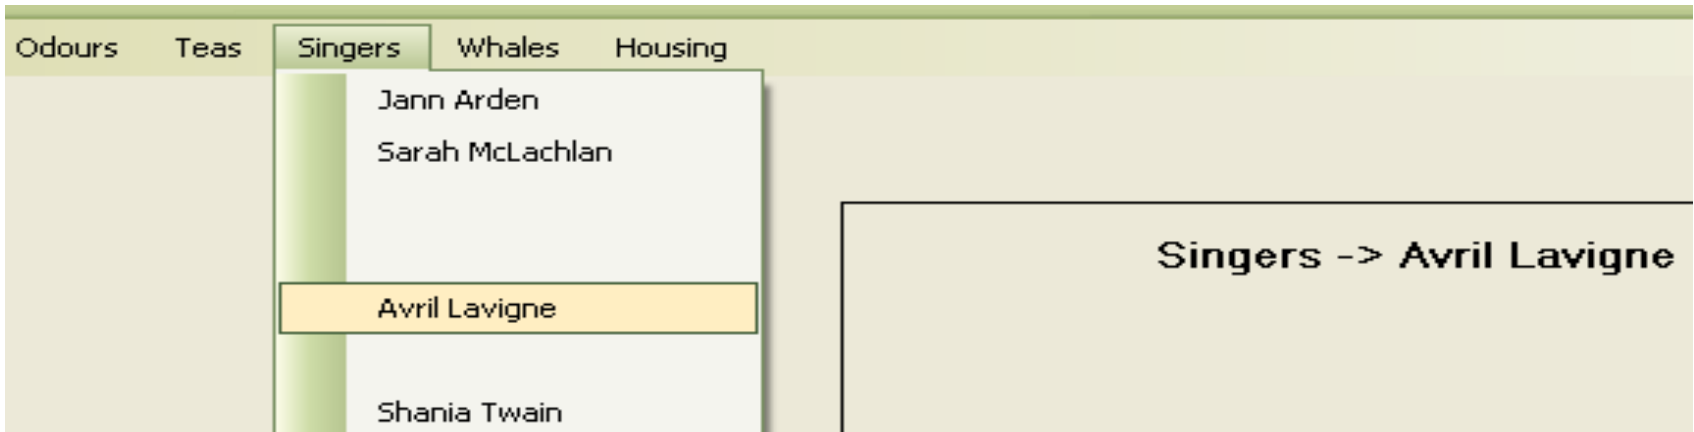 Odours Teas Singers Whales Housing
Jann Arden
Sarah McLachlan
Singers -> Avril Lavigne
Avril Lavigne
Shania Twain